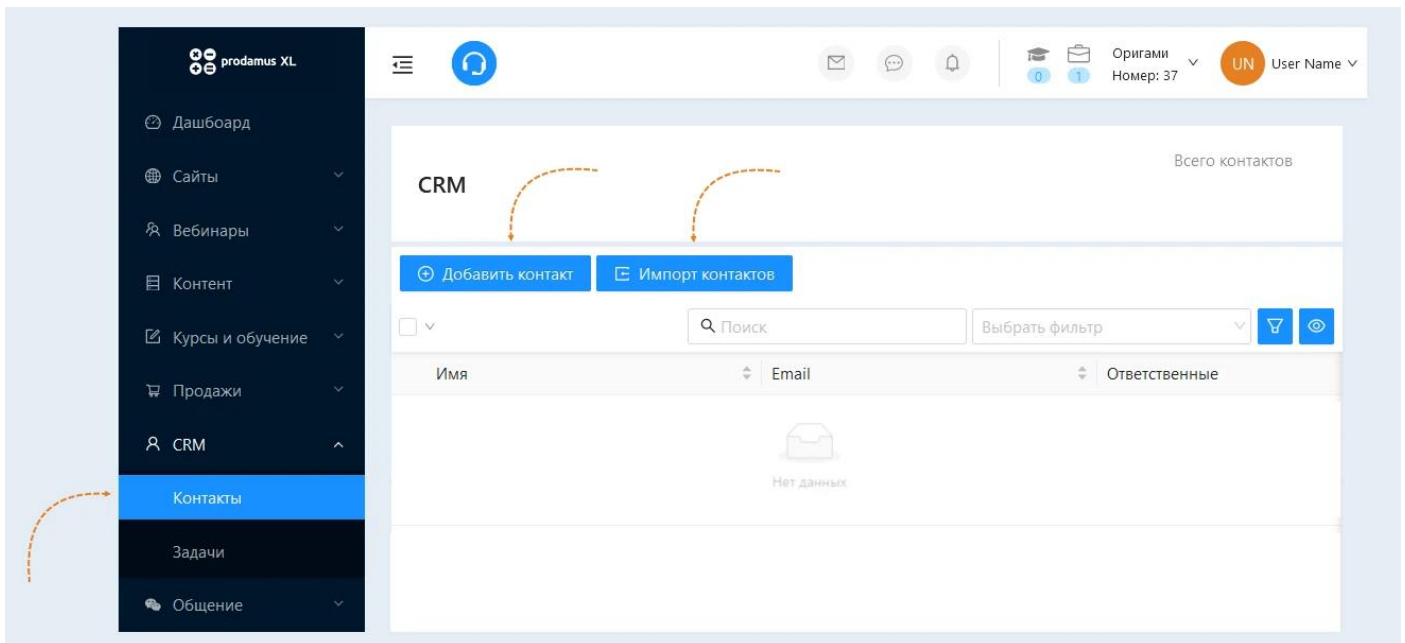 prodamus XL
0
1
Оригами
Номер: 37
UN
User Name
Дашбоард
Сайты
Вебинары
Контент
Курсы и обучение
Продажи
CRM
Контакты
Задачи
Общение
CRM
Всего контактов
Добавить контакт
Импорт контактов
Поиск
Выбрать фильтр
Имя
Email
Ответственные
Нет данных